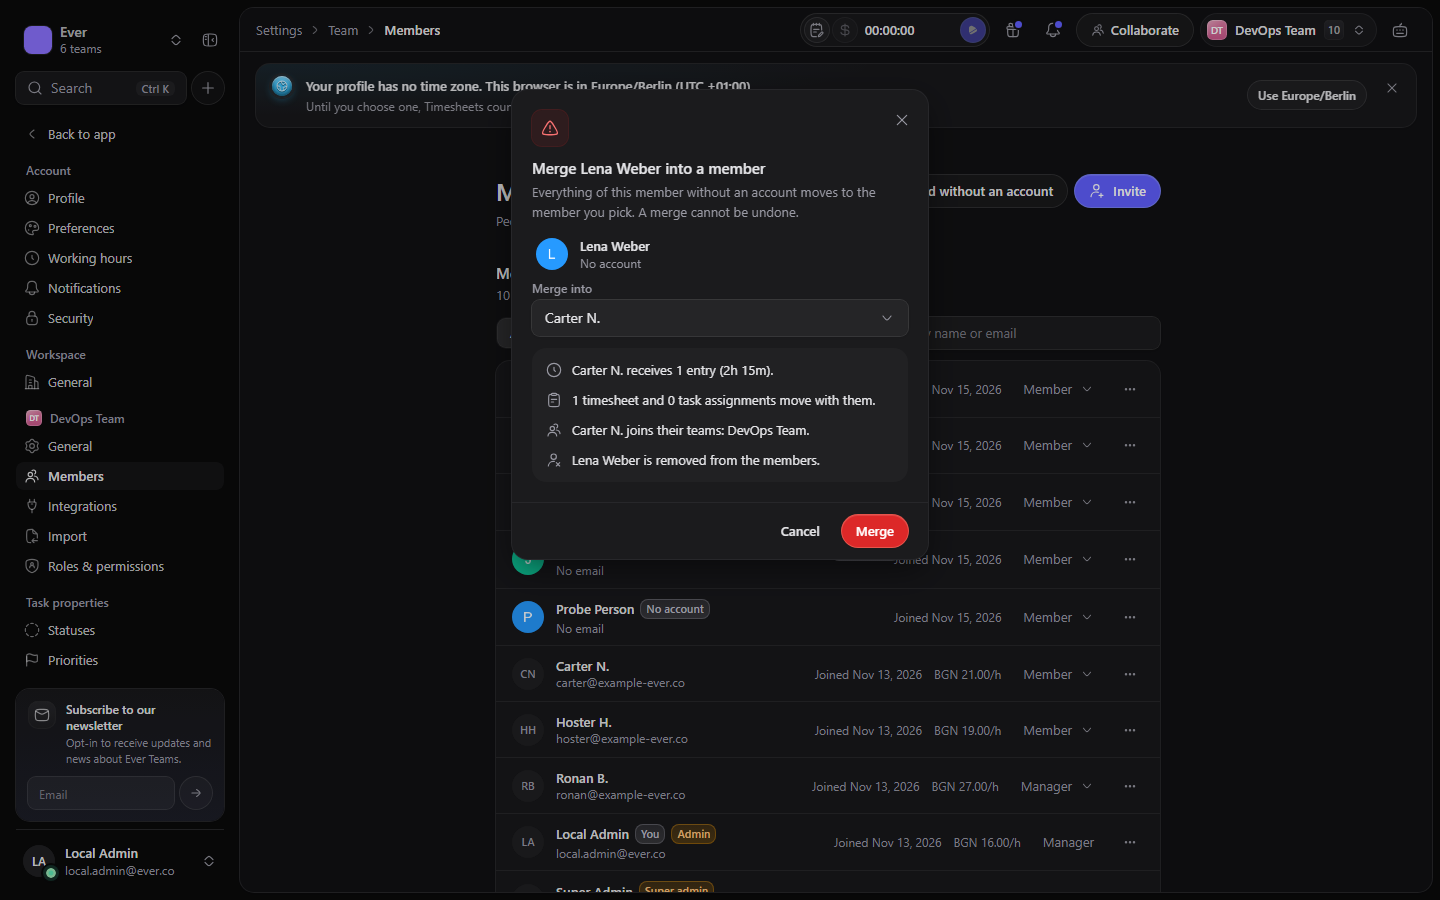 Ever
6 teams
Search
Ctrl K
Back to app
Account
Profile
Preferences
Working hours
Notifications
Security
Workspace
General
DT DevOps Team
General
Members
Integrations
Import
Roles & permissions
Task properties
Statuses
Priorities
Subscribe to our
newsletter
Opt-in to receive updates and
news about Ever Teams.
Email
LA
Local Admin
local.admin@ever.co
Settings
Team
Members
$
00:00:00
Collaborate
DT
DevOps Team
10
Your profile has no time zone. This browser is in Europe/Berlin (UTC +01:00)
Until you choose one, Timesheets
Use Europe/Berlin
without an account
Invite
10
name or email
Merge Lena Weber into a member
Everything of this member without an account moves to the
member you pick. A merge cannot be undone.
L
Lena Weber
No account
Merge into
Carter N.
Carter N. receives 1 entry (2h 15m).
1 timesheet and 0 task assignments move with them.
Carter N. joins their teams: DevOps Team.
Lena Weber is removed from the members.
Cancel
Merge
Nov 15, 2026
Member
Nov 15, 2026
Member
Nov 15, 2026
Member
No email
Joined Nov 15, 2026
Member
P
Probe Person
No account
No email
Joined Nov 15, 2026
Member
CN
Carter N.
carter@example-ever.co
Joined Nov 13, 2026
BGN 21.00/h
Member
HH
Hoster H.
hoster@example-ever.co
Joined Nov 13, 2026
BGN 19.00/h
Member
RB
Ronan B.
ronan@example-ever.co
Joined Nov 13, 2026
BGN 27.00/h
Manager
LA
Local Admin
You
Admin
local.admin@ever.co
Joined Nov 13, 2026
BGN 16.00/h
Manager
Super Admin
Super admin